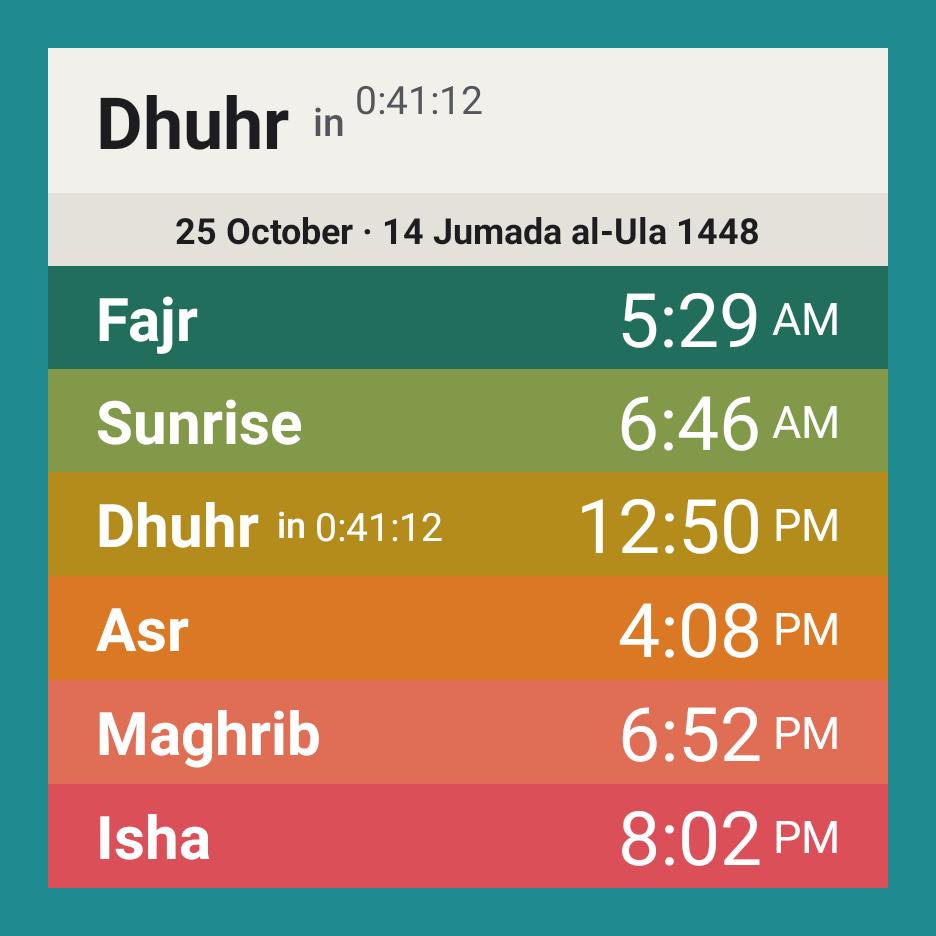 Dhuhr in 0:41:12
25 October · 14 Jumada al-Ula 1448
Fajr 5:29 AM
Sunrise 6:46 AM
Dhuhr in 0:41:12 12:50 PM
Asr 4:08 PM
Maghrib 6:52 PM
Isha 8:02 PM